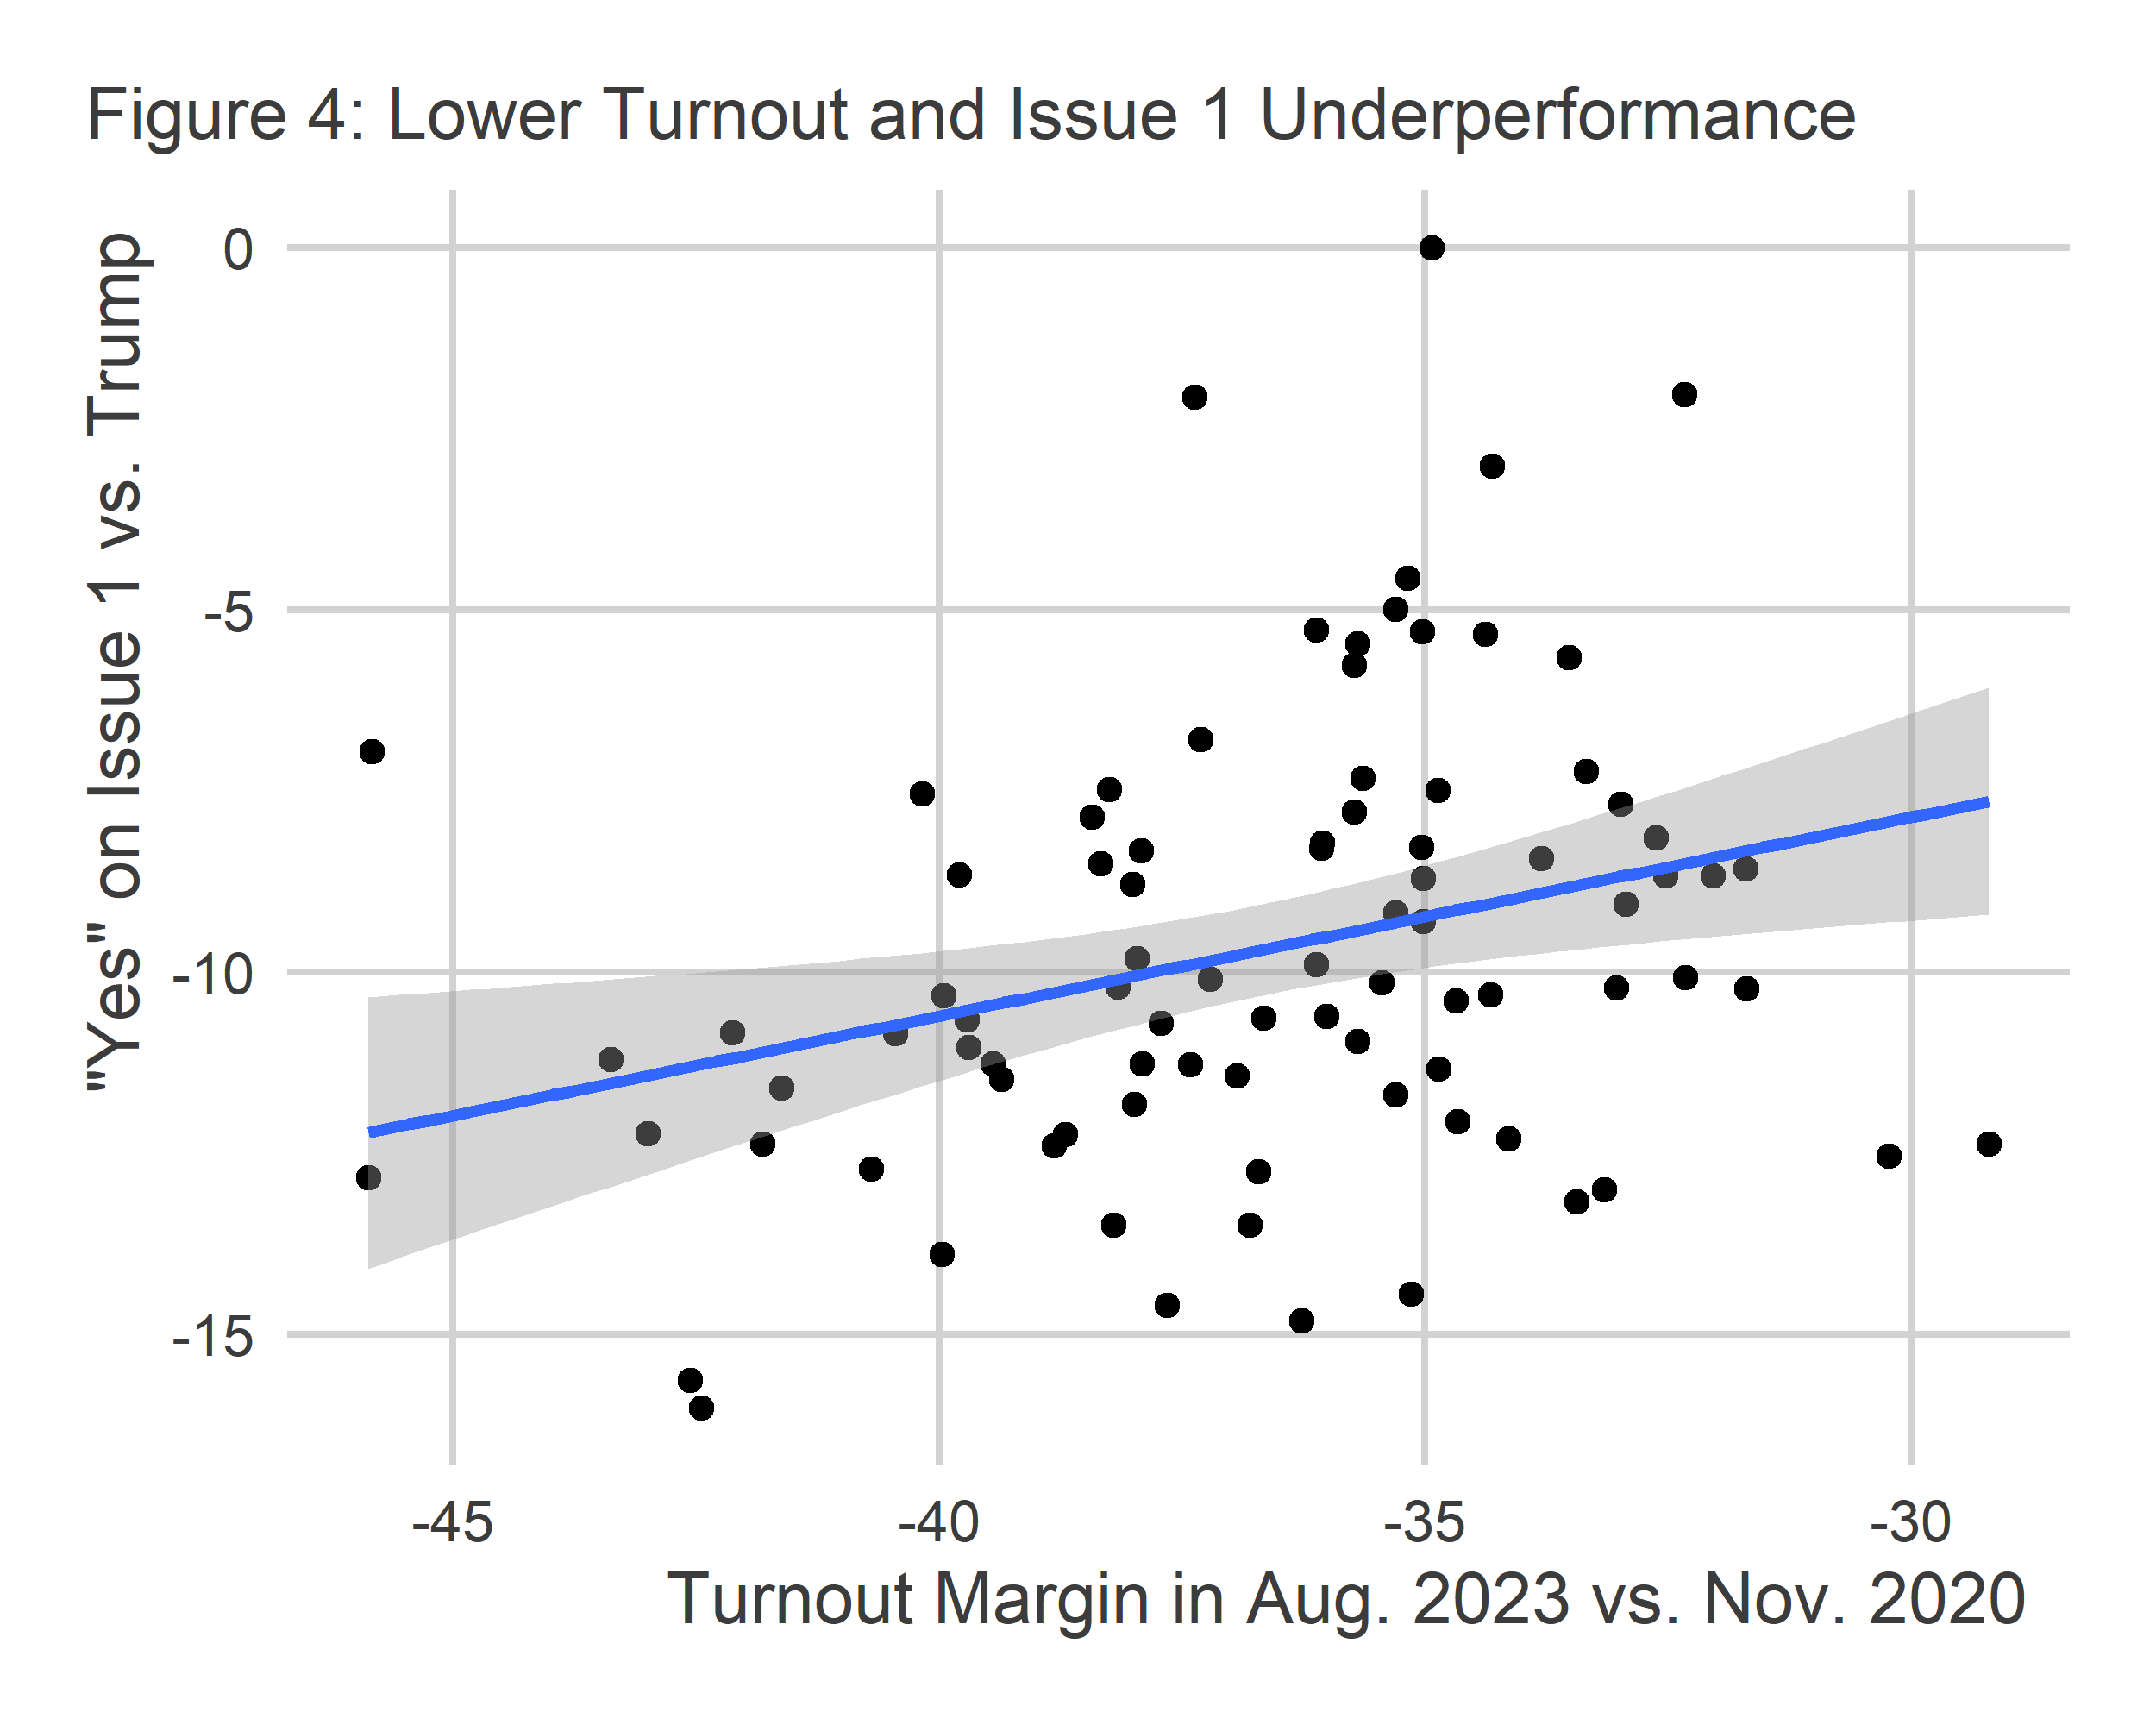 Figure 4: Lower Turnout and Issue 1 Underperformance
"Yes" on Issue 1 vs. Trump
0
-5
-10
-15
-45
-40
-35
-30
Turnout Margin in Aug. 2023 vs. Nov. 2020